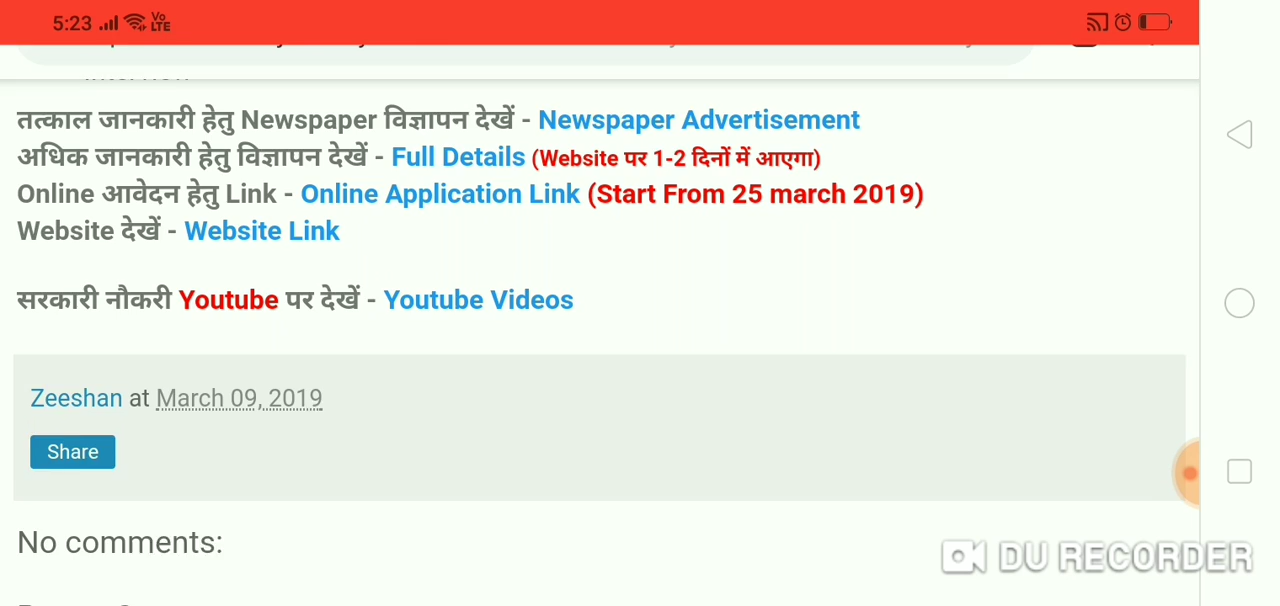 5:23 Vo LTE
तत्काल जानकारी हेतु Newspaper विज्ञापन देखें - Newspaper Advertisement
अधिक जानकारी हेतु विज्ञापन देखें - Full Details (Website पर 1-2 दिनों में आएगा)
Online आवेदन हेतु Link - Online Application Link (Start From 25 march 2019)
Website देखें - Website Link
सरकारी नौकरी Youtube पर देखें - Youtube Videos
Zeeshan at March 09, 2019
Share
No comments:
DU RECORDER